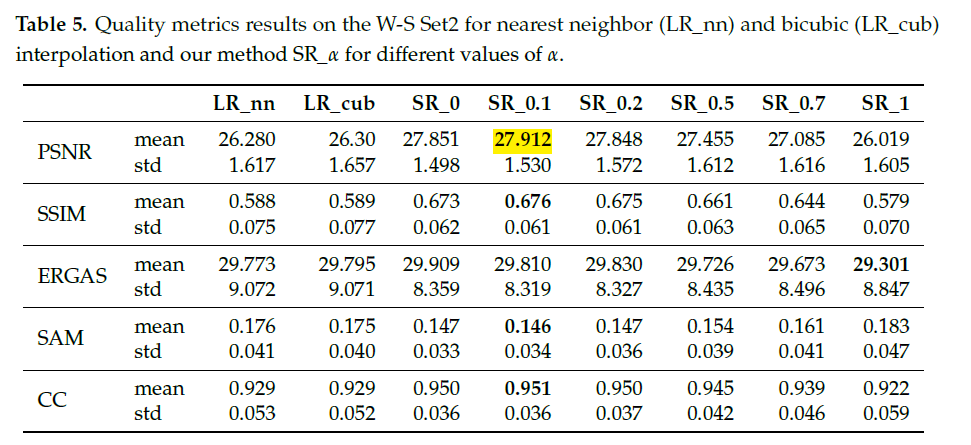 Table 5. Quality metrics results on the W-S Set2 for nearest neighbor (LR_nn) and bicubic (LR_cub)
interpolation and our method SR_α for different values of α.
LR_nn LR_cub SR_0 SR_0.1 SR_0.2 SR_0.5 SR_0.7 SR_1
PSNR mean 26.280 26.30 27.851 27.912 27.848 27.455 27.085 26.019
std 1.617 1.657 1.498 1.530 1.572 1.612 1.616 1.605
SSIM mean 0.588 0.589 0.673 0.676 0.675 0.661 0.644 0.579
std 0.075 0.077 0.062 0.061 0.061 0.063 0.065 0.070
ERGAS mean 29.773 29.795 29.909 29.810 29.830 29.726 29.673 29.301
std 9.072 9.071 8.359 8.319 8.327 8.435 8.496 8.847
SAM mean 0.176 0.175 0.147 0.146 0.147 0.154 0.161 0.183
std 0.041 0.040 0.033 0.034 0.036 0.039 0.041 0.047
CC mean 0.929 0.929 0.950 0.951 0.950 0.945 0.939 0.922
std 0.053 0.052 0.036 0.036 0.037 0.042 0.046 0.059